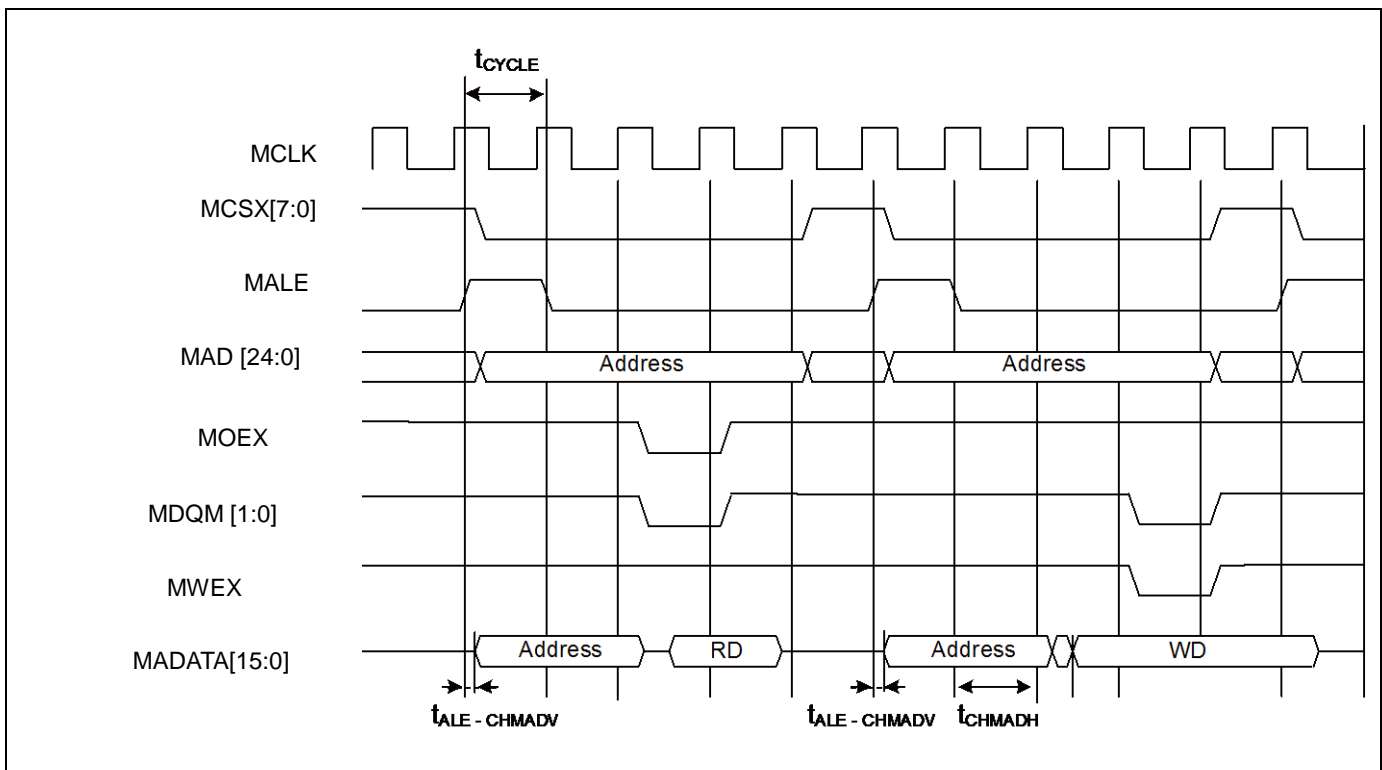 tCYCLE
MCLK
MCSX[7:0]
MALE
MAD [24:0]
Address Address
MOEX
MDQM [1:0]
MWEX
MADATA[15:0]
Address RD Address WD
tALE - CHMADV tALE - CHMADV tCHMADH